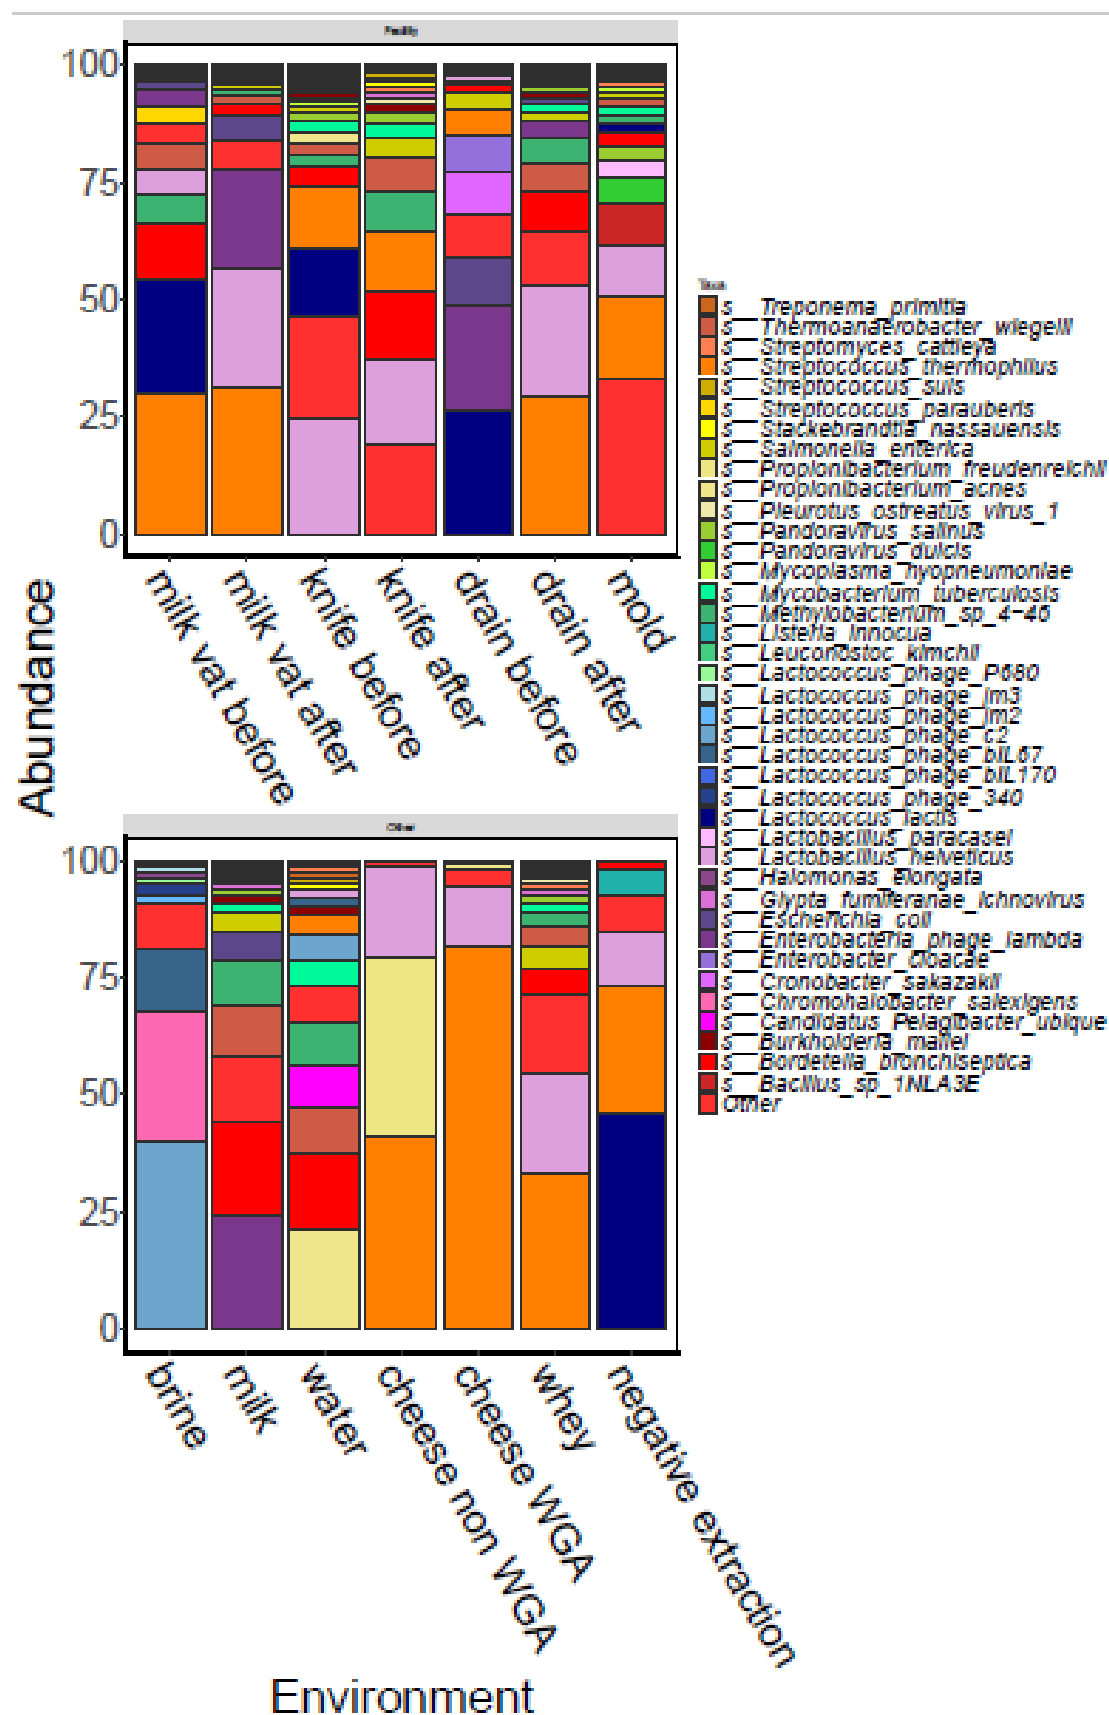 Facility
100
75
50
25
0
milk vat before
milk vat after
knife before
knife after
drain before
drain after
mold
Abundance
Other
100
75
50
25
0
brine
milk
water
cheese non WGA
cheese WGA
whey
negative extraction
Environment
Taxa
s__Treponema_primitia
s__Thermoanaerobacter_wiegelii
s__Streptomyces_cattleya
s__Streptococcus_thermophilus
s__Streptococcus_suis
s__Streptococcus_parauberis
s__Stackebrandtia_nassauensis
s__Salmonella_enterica
s__Propionibacterium_freudenreichii
s__Propionibacterium_acnes
s__Pleurotus_ostreatus_virus_1
s__Pandoravirus_salinus
s__Pandoravirus_dulcis
s__Mycoplasma_hyopneumoniae
s__Mycobacterium_tuberculosis
s__Methylobacterium_sp_4-46
s__Listeria_innocua
s__Leuconostoc_kimchii
s__Lactococcus_phage_P680
s__Lactococcus_phage_jm3
s__Lactococcus_phage_jm2
s__Lactococcus_phage_c2
s__Lactococcus_phage_bIL67
s__Lactococcus_phage_bIL170
s__Lactococcus_phage_340
s__Lactococcus_lactis
s__Lactobacillus_paracasei
s__Lactobacillus_helveticus
s__Halomonas_elongata
s__Glypta_fumiferanae_ichnovirus
s__Escherichia_coli
s__Enterobacteria_phage_lambda
s__Enterobacter_cloacae
s__Cronobacter_sakazakii
s__Chromohalobacter_salexigens
s__Candidatus_Pelagibacter_ubique
s__Burkholderia_mallei
s__Bordetella_bronchiseptica
s__Bacillus_sp_1NLA3E
Other